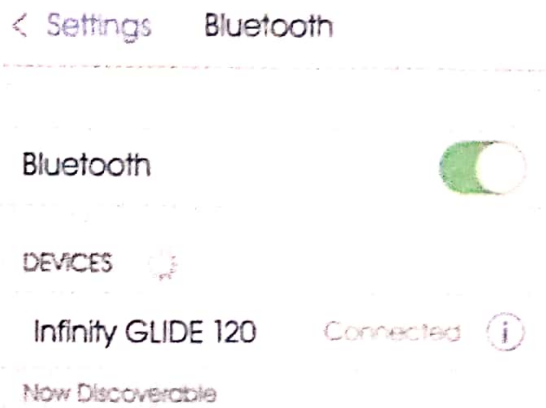 < Settings Bluetooth
Bluetooth
DEVICES
Infinity GLIDE 120 Connected i
Now Discoverable